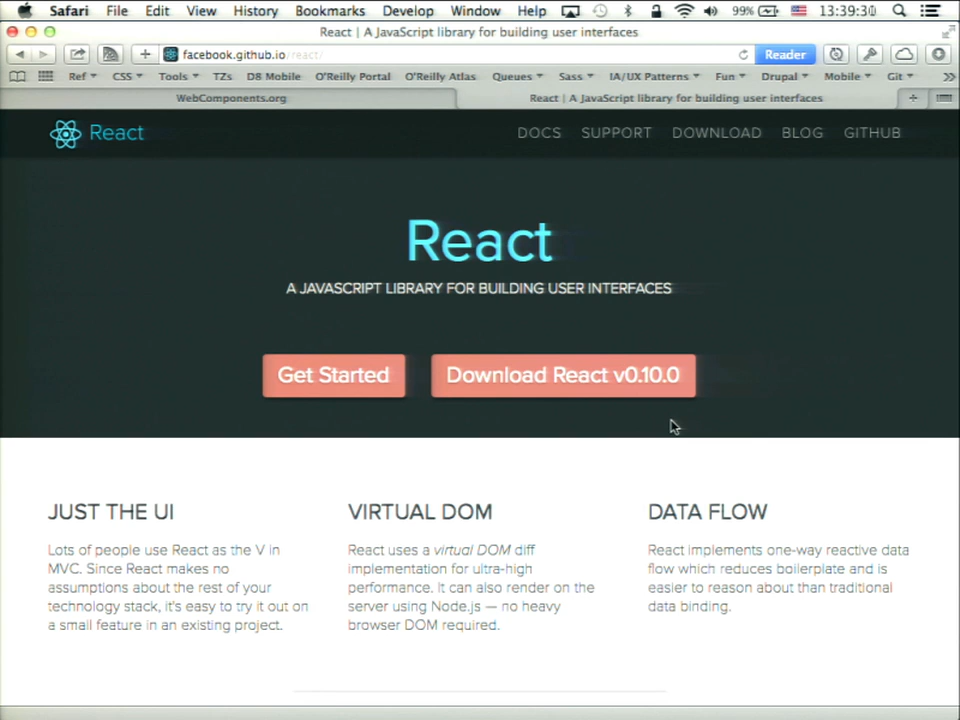 Safari File Edit View History Bookmarks Develop Window Help 99% 13:39:30
React | A JavaScript library for building user interfaces
facebook.github.io/react/ Reader
Ref CSS Tools TZs D8 Mobile O'Reilly Portal O'Reilly Atlas Queues Sass IA/UX Patterns Fun Drupal Mobile Git
WebComponents.org React | A JavaScript library for building user interfaces
React DOCS SUPPORT DOWNLOAD BLOG GITHUB
React
A JAVASCRIPT LIBRARY FOR BUILDING USER INTERFACES
Get Started Download React v0.10.0
JUST THE UI
Lots of people use React as the V in
MVC. Since React makes no
assumptions about the rest of your
technology stack, it's easy to try it out on
a small feature in an existing project.
VIRTUAL DOM
React uses a virtual DOM diff
implementation for ultra-high
performance. It can also render on the
server using Node.js — no heavy
browser DOM required.
DATA FLOW
React implements one-way reactive data
flow which reduces boilerplate and is
easier to reason about than traditional
data binding.